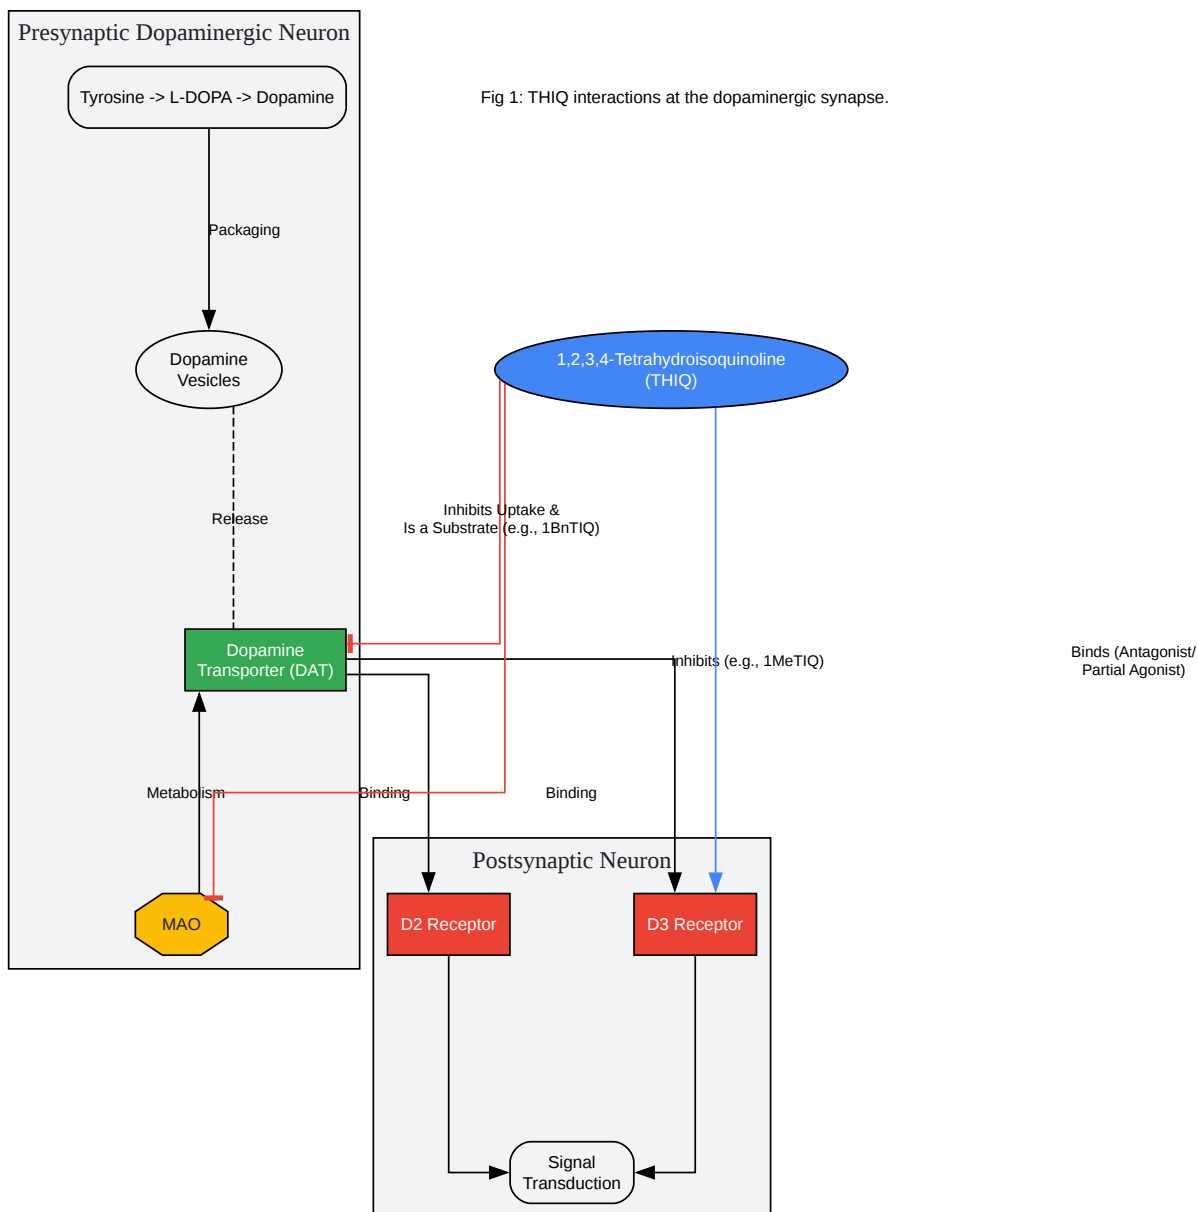 Presynaptic Dopaminergic Neuron
Tyrosine -> L-DOPA -> Dopamine
Fig 1: THIQ interactions at the dopaminergic synapse.
Packaging
Dopamine
Vesicles
1,2,3,4-Tetrahydroisoquinoline
(THIQ)
Release
Inhibits Uptake &
Is a Substrate (e.g., 1BnTIQ)
Dopamine
Transporter (DAT)
Inhibits (e.g., 1MeTIQ)
Binds (Antagonist/
Partial Agonist)
Metabolism
Binding
Binding
Postsynaptic Neuron
MAO
D2 Receptor
D3 Receptor
Signal
Transduction